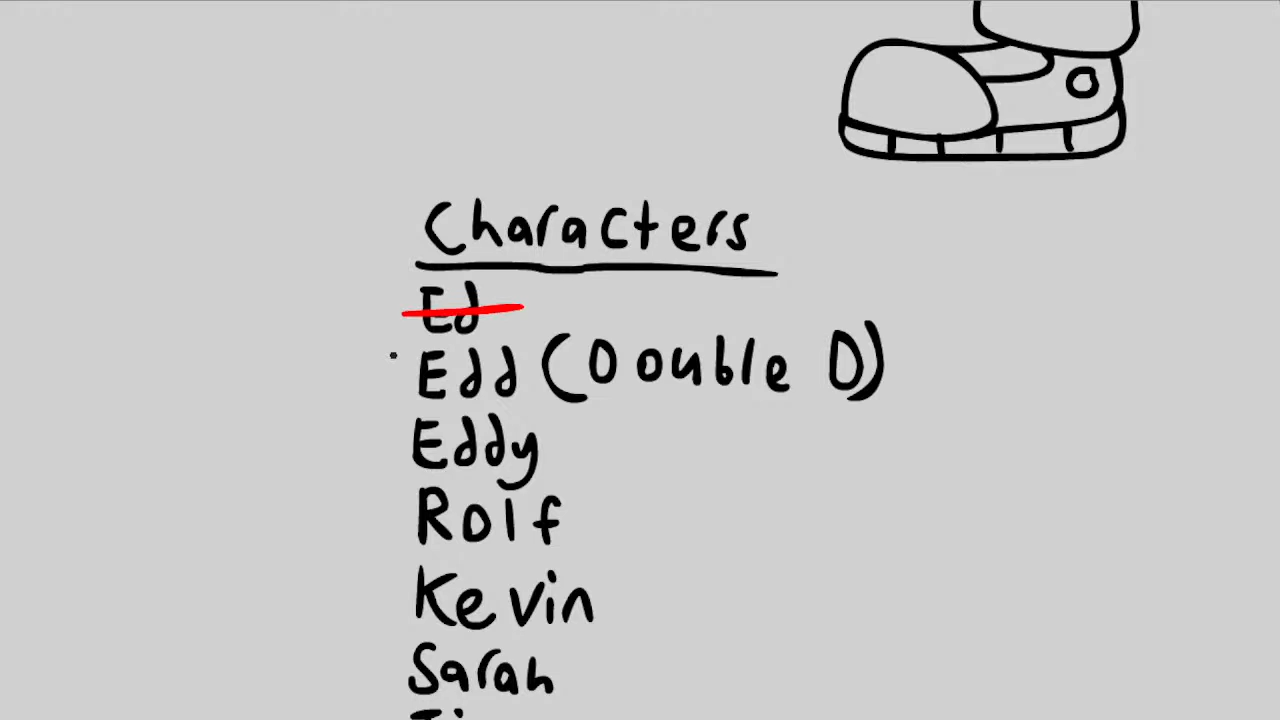 Characters
Ed
Edd (Double D)
Eddy
Rolf
Kevin
Sarah